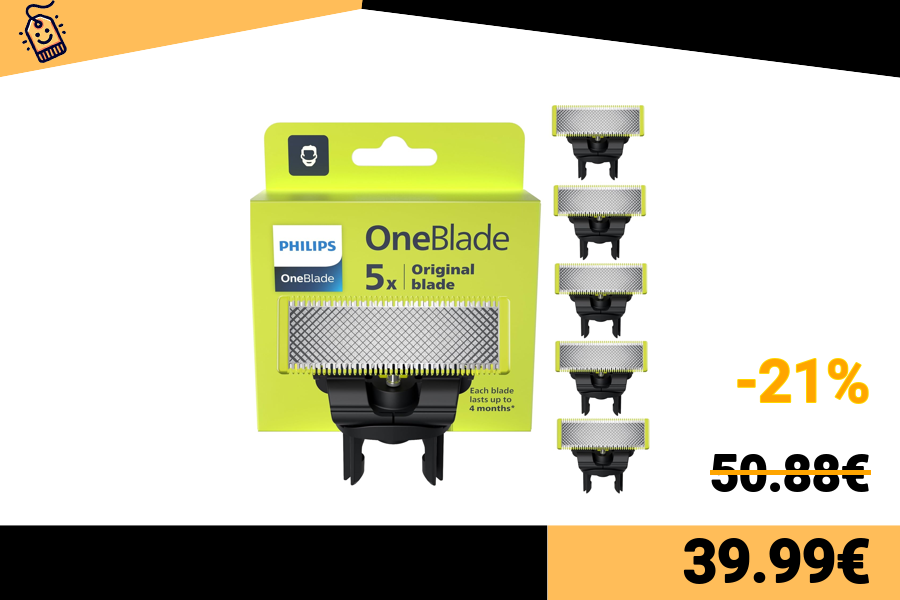 PHILIPS
OneBlade
OneBlade
5x
Original
blade
Each blade
lasts up to
4 months*
-21%
50.88€
39.99€